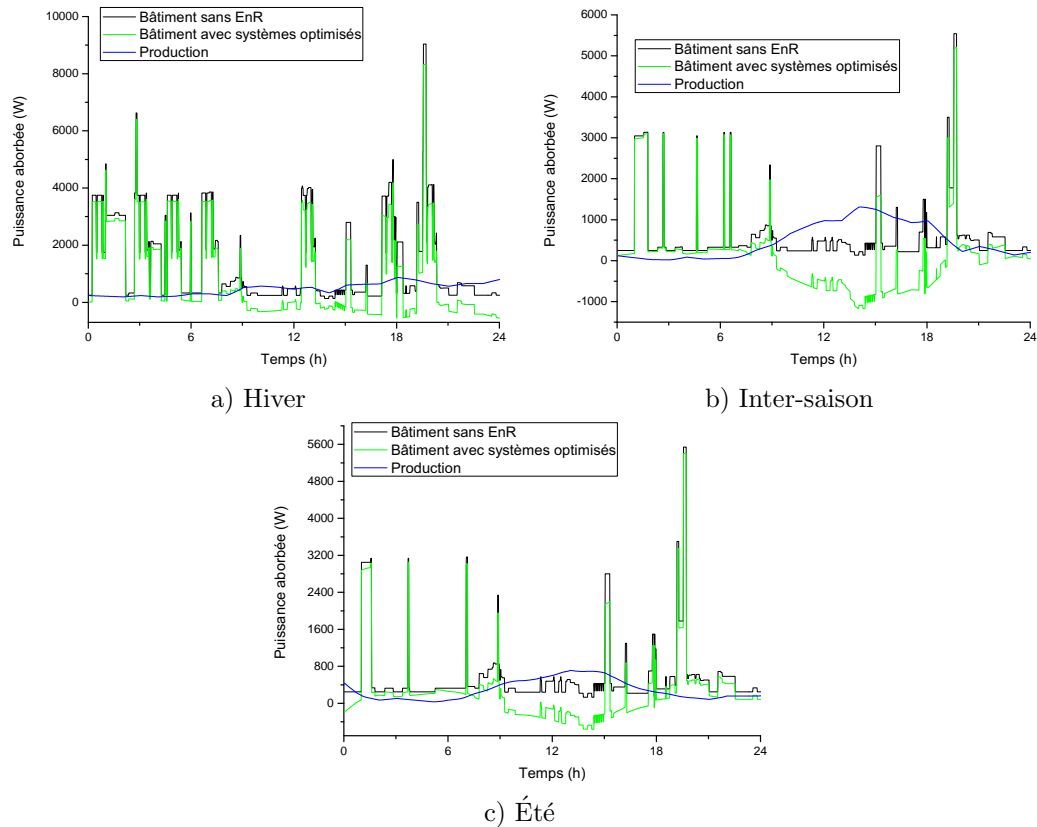 Bâtiment sans EnR
Bâtiment avec systèmes optimisés
Production
Puissance aborbée (W)
10000
8000
6000
4000
2000
0
0 6 12 18 24
Temps (h)
a) Hiver
Bâtiment sans EnR
Bâtiment avec systèmes optimisés
Production
Puissance aborbée (W)
6000
5000
4000
3000
2000
1000
0
-1000
0 6 12 18 24
Temps (h)
b) Inter-saison
Bâtiment sans EnR
Bâtiment avec systèmes optimisés
Production
Puissance aborbée (W)
5600
4800
4000
3200
2400
1600
800
0
0 6 12 18 24
Temps (h)
c) Été